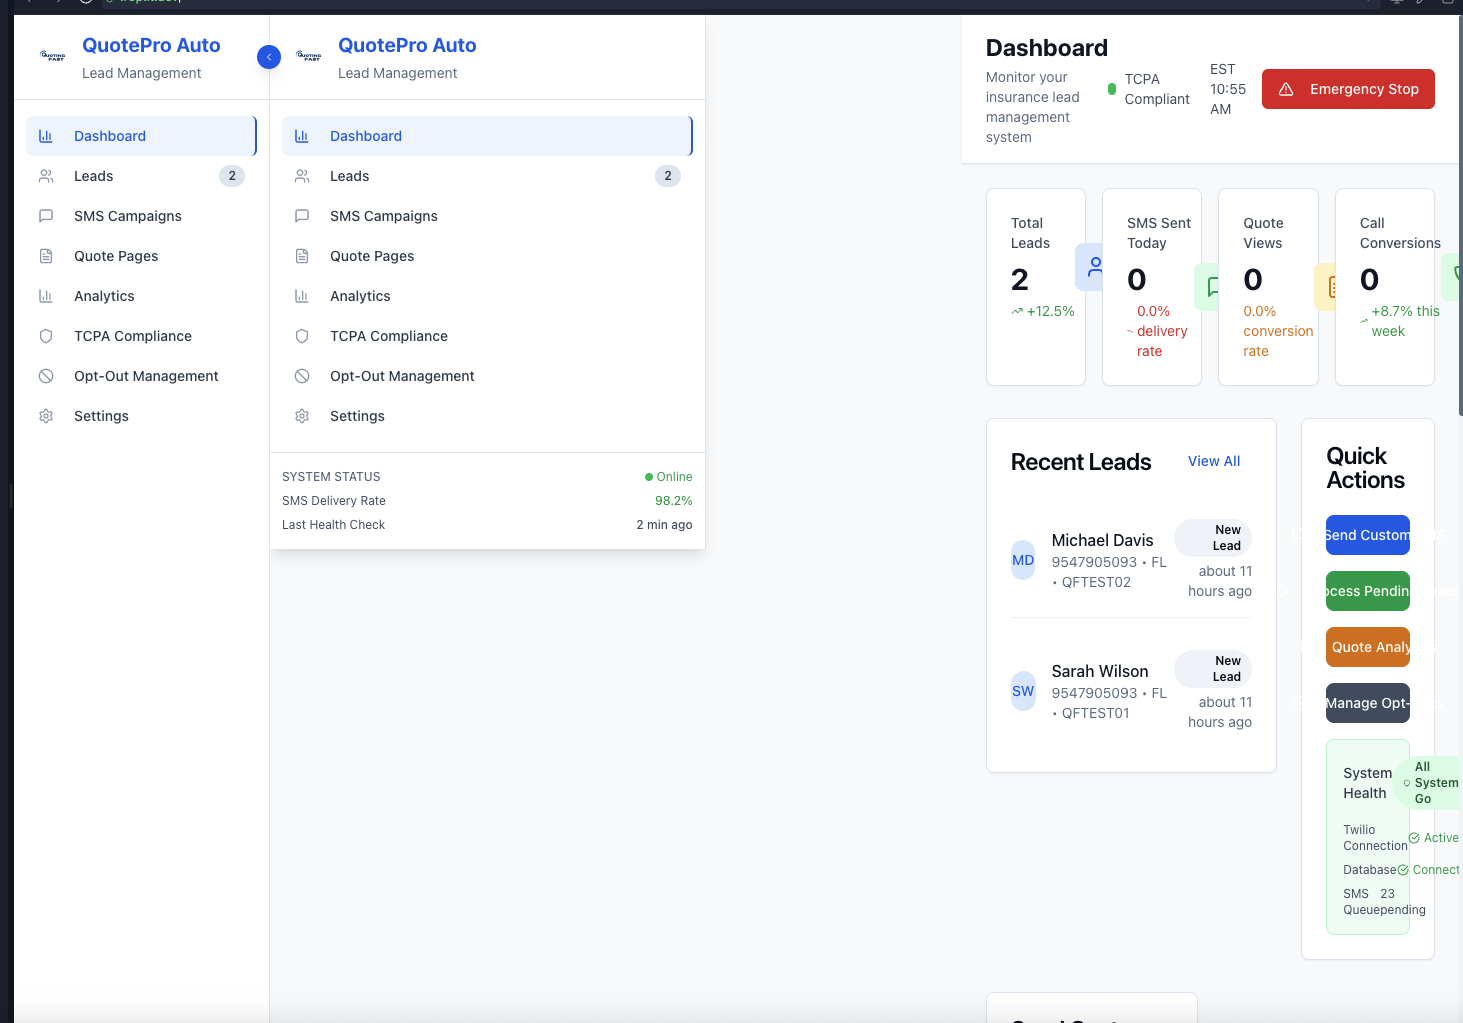 QUOTING
FAST
QuotePro Auto
Lead Management
Dashboard
Leads
2
SMS Campaigns
Quote Pages
Analytics
TCPA Compliance
Opt-Out Management
Settings
QUOTING
FAST
QuotePro Auto
Lead Management
Dashboard
Leads
2
SMS Campaigns
Quote Pages
Analytics
TCPA Compliance
Opt-Out Management
Settings
SYSTEM STATUS
Online
SMS Delivery Rate
98.2%
Last Health Check
2 min ago
Dashboard
Monitor your
insurance lead
management
system
TCPA
Compliant
EST
10:55
AM
Emergency Stop
Total
Leads
2
+12.5%
SMS Sent
Today
0
0.0%
delivery
rate
Quote
Views
0
0.0%
conversion
rate
Call
Conversions
0
+8.7% this
week
Recent Leads
View All
MD
Michael Davis
9547905093 • FL
• QFTEST02
New
Lead
about 11
hours ago
SW
Sarah Wilson
9547905093 • FL
• QFTEST01
New
Lead
about 11
hours ago
Quick
Actions
Send Custom
ocess Pendin
Quote Analy
Manage Opt-
System
Health
All
System
Go
Twilio
Connection
Active
Database
Connect
SMS
Queue
23
pending